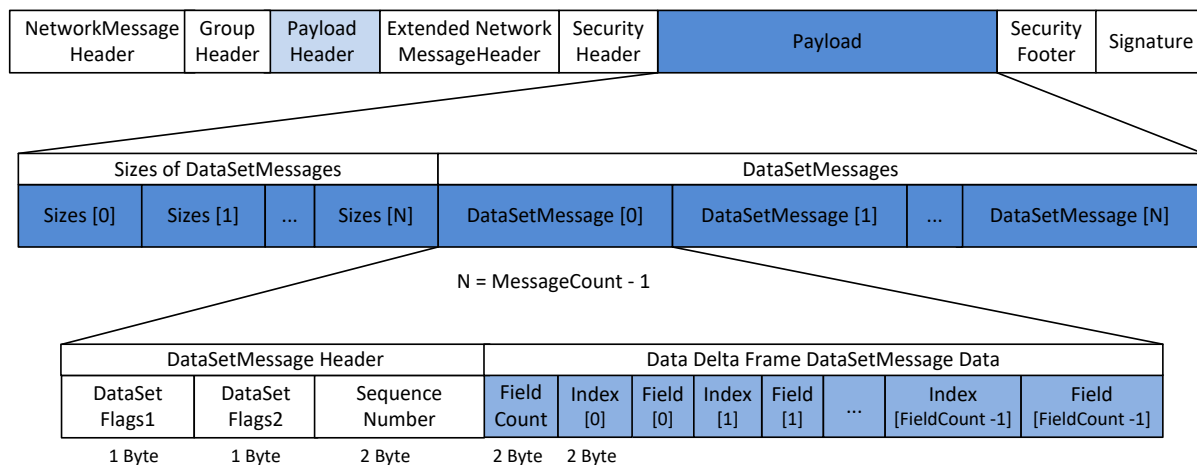 NetworkMessage
Header
Group
Header
Payload
Header
Extended Network
MessageHeader
Security
Header
Payload
Security
Footer
Signature
Sizes of DataSetMessages
DataSetMessages
Sizes [0]
Sizes [1]
...
Sizes [N]
DataSetMessage [0]
DataSetMessage [1]
...
DataSetMessage [N]
N = MessageCount - 1
DataSetMessage Header
Data Delta Frame DataSetMessage Data
DataSet
Flags1
DataSet
Flags2
Sequence
Number
Field
Count
Index
[0]
Field
[0]
Index
[1]
Field
[1]
...
Index
[FieldCount -1]
Field
[FieldCount -1]
1 Byte
1 Byte
2 Byte
2 Byte
2 Byte